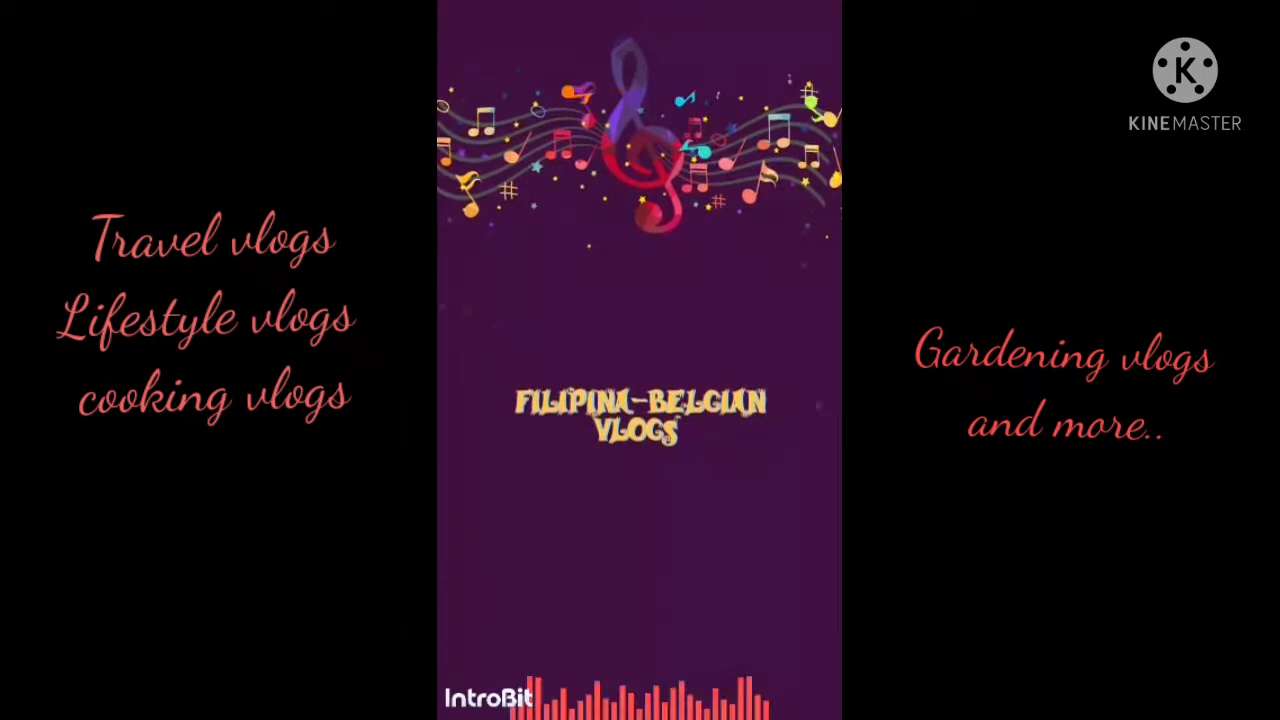 Travel vlogs
Lifestyle vlogs
cooking vlogs
FILIPINA-BELGIAN
VLOGS
IntroBit
K
KINEMASTER
Gardening vlogs
and more..